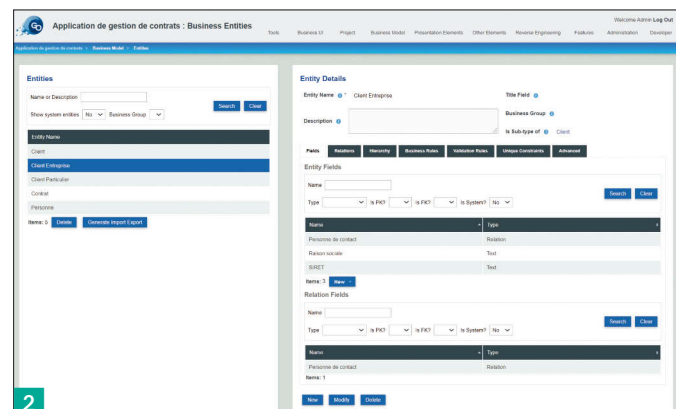 Application de gestion de contrats : Business Entities
Welcome Admin Log Out
Tools Business UI Project Business Model Presentation Elements Other Elements Reverse Engineering Features Administration Developer
Application de gestion de contrats > Business Model > Entities
Entities
Name or Description
Show system entities No Business Group
Search Clear
Entity Name
Client
Client Entreprise
Client Particulier
Contrat
Personne
Items: 5 Delete Generate Import Export
Entity Details
Entity Name * Client Entreprise
Title Field
Description
Business Group
Is Sub-type of Client
Fields Relations Hierarchy Business Rules Validation Rules Unique Constraints Advanced
Entity Fields
Name
Type Is PK? Is FK? Is System? No
Search Clear
Name Type
Personne de contact Relation
Raison sociale Text
SIRET Text
Items: 3 New
Relation Fields
Name
Type Is PK? Is FK? Is System? No
Search Clear
Name Type
Personne de contact Relation
Items: 1
New Modify Delete
2